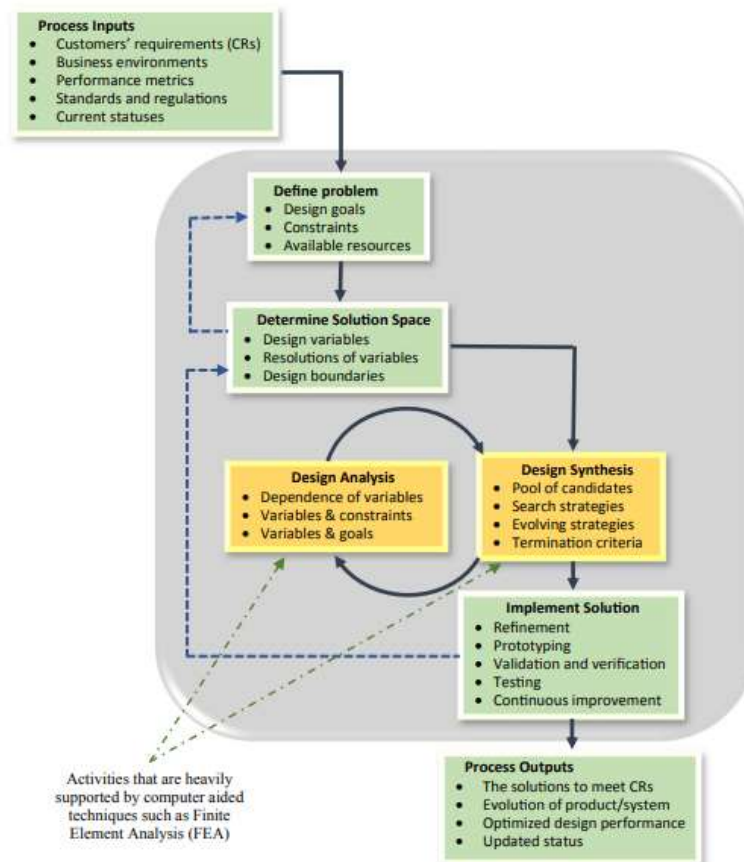 Process Inputs
• Customers' requirements (CRs)
• Business environments
• Performance metrics
• Standards and regulations
• Current statuses
Define problem
• Design goals
• Constraints
• Available resources
Determine Solution Space
• Design variables
• Resolutions of variables
• Design boundaries
Design Analysis
• Dependence of variables
• Variables & constraints
• Variables & goals
Design Synthesis
• Pool of candidates
• Search strategies
• Evolving strategies
• Termination criteria
Implement Solution
• Refinement
• Prototyping
• Validation and verification
• Testing
• Continuous improvement
Activities that are heavily
supported by computer aided
techniques such as Finite
Element Analysis (FEA)
Process Outputs
• The solutions to meet CRs
• Evolution of product/system
• Optimized design performance
• Updated status